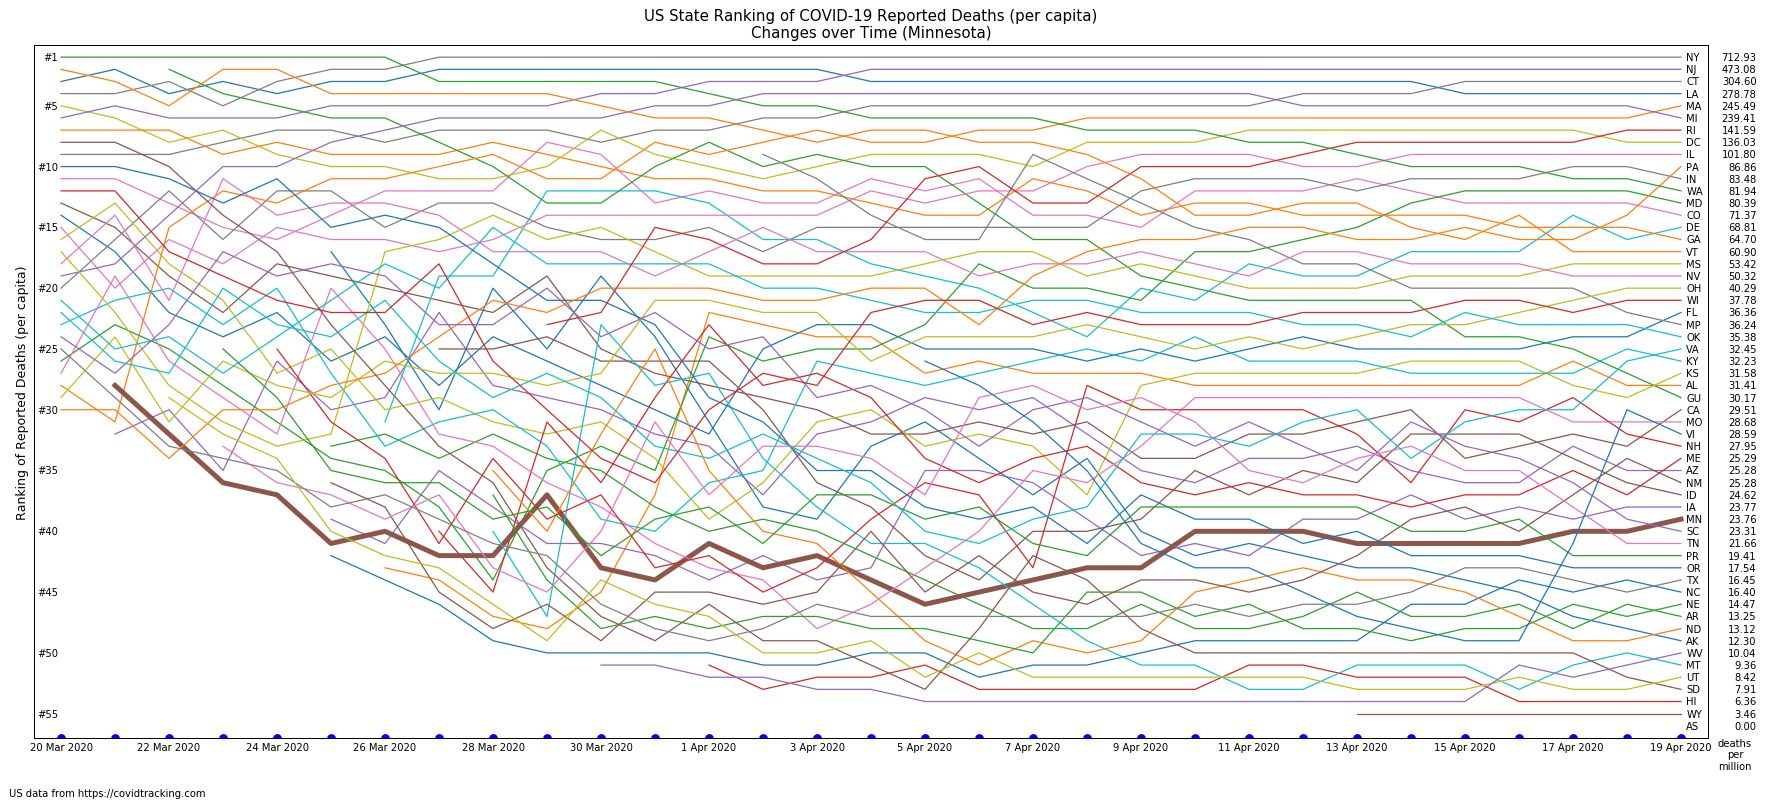 US State Ranking of COVID-19 Reported Deaths (per capita)
Changes over Time (Minnesota)
Ranking of Reported Deaths (per capita)
#1
#5
#10
#15
#20
#25
#30
#35
#40
#45
#50
#55
NY 712.93
NJ 473.08
CT 304.60
LA 278.78
MA 245.49
MI 239.41
RI 141.59
DC 136.03
IL 101.80
PA 86.86
IN 83.48
WA 81.94
MD 80.39
CO 71.37
DE 68.81
GA 64.70
VT 60.90
MS 53.42
NV 50.32
OH 40.29
WI 37.78
FL 36.36
MP 36.24
OK 35.38
VA 32.45
KY 32.23
KS 31.58
AL 31.41
GU 30.17
CA 29.51
MO 28.68
VI 28.59
NH 27.95
ME 25.29
AZ 25.28
NM 25.28
ID 24.62
IA 23.77
MN 23.76
SC 23.31
TN 21.66
PR 19.41
OR 17.54
TX 16.45
NC 16.40
NE 14.47
AR 13.25
ND 13.12
AK 12.30
WV 10.04
MT 9.36
UT 8.42
SD 7.91
HI 6.36
WY 3.46
AS 0.00
20 Mar 2020 22 Mar 2020 24 Mar 2020 26 Mar 2020 28 Mar 2020 30 Mar 2020 1 Apr 2020 3 Apr 2020 5 Apr 2020 7 Apr 2020 9 Apr 2020 11 Apr 2020 13 Apr 2020 15 Apr 2020 17 Apr 2020 19 Apr 2020
deaths
per
million
US data from https://covidtracking.com